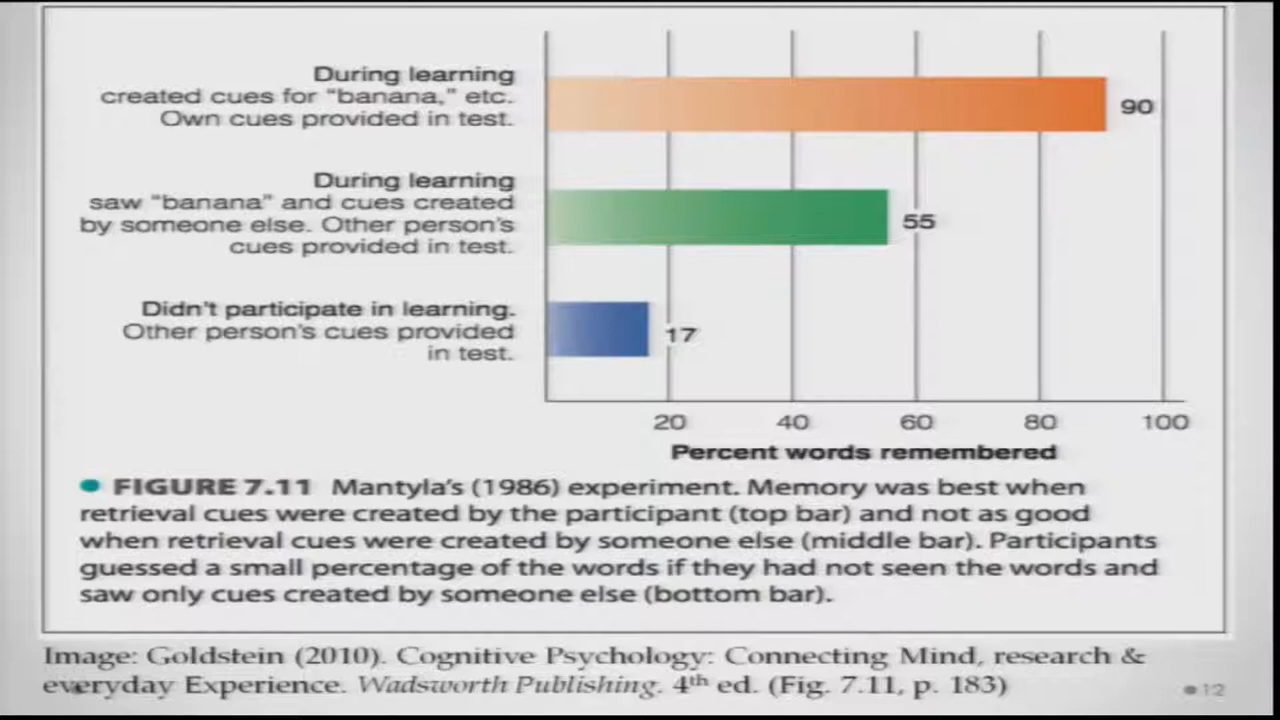 During learning
created cues for "banana," etc.
Own cues provided in test.
90
During learning
saw "banana" and cues created
by someone else. Other person's
cues provided in test.
55
Didn't participate in learning.
Other person's cues provided
in test.
17
20 40 60 80 100
Percent words remembered
● FIGURE 7.11 Mantyla's (1986) experiment. Memory was best when
retrieval cues were created by the participant (top bar) and not as good
when retrieval cues were created by someone else (middle bar). Participants
guessed a small percentage of the words if they had not seen the words and
saw only cues created by someone else (bottom bar).
Image: Goldstein (2010). Cognitive Psychology: Connecting Mind, research &
everyday Experience. Wadsworth Publishing. 4th ed. (Fig. 7.11, p. 183)
●12